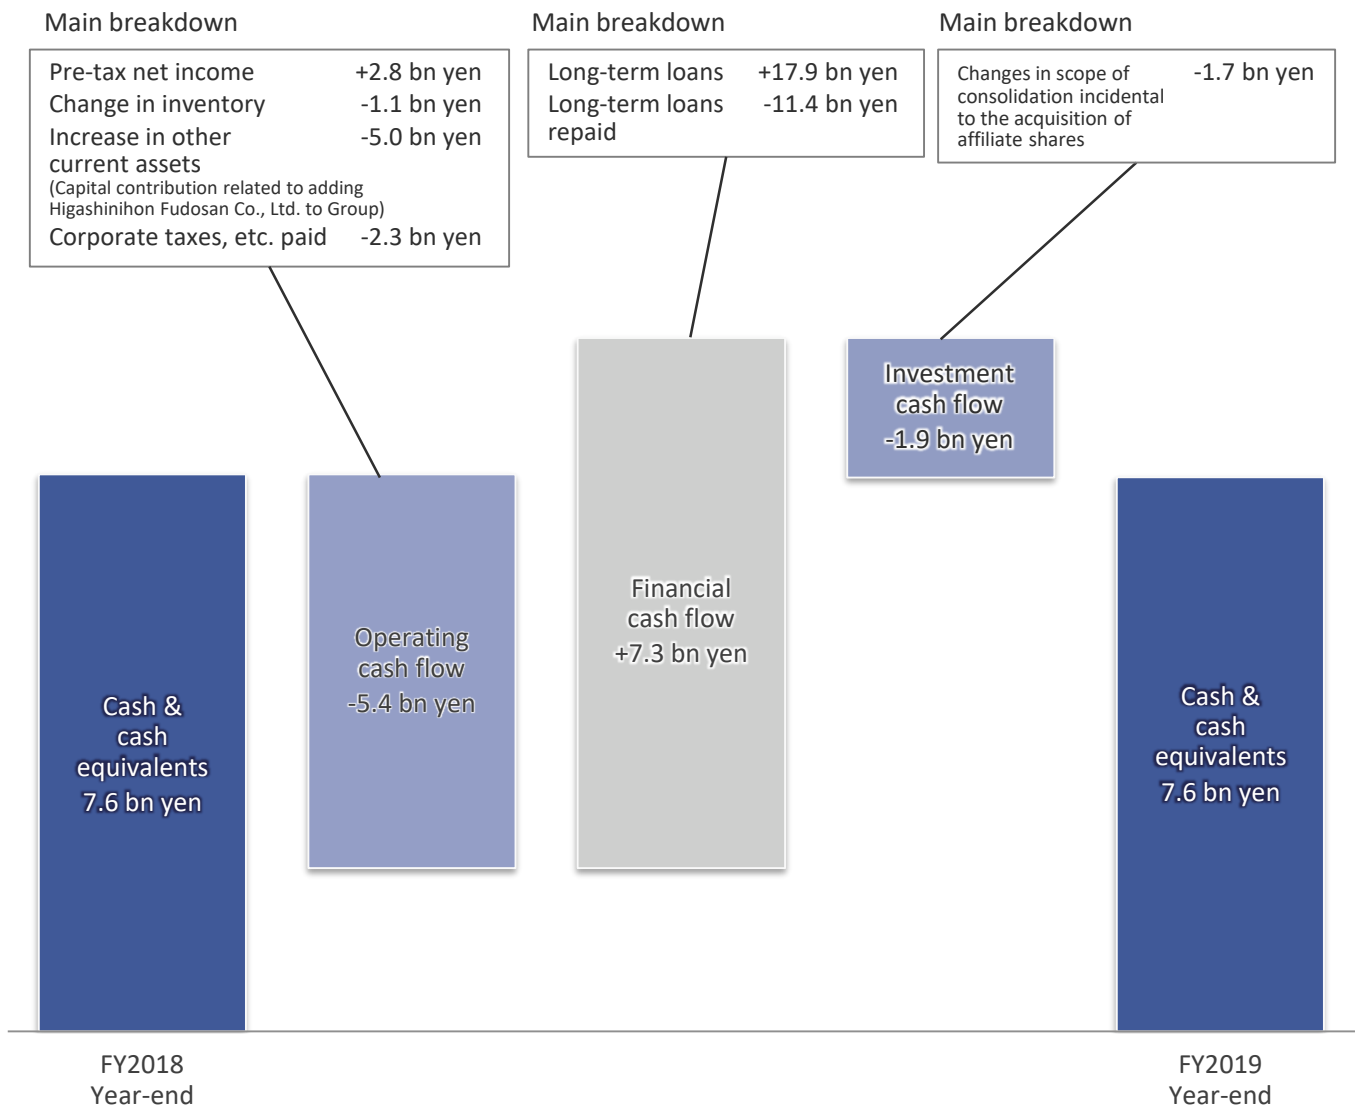 Main breakdown
Pre-tax net income +2.8 bn yen
Change in inventory -1.1 bn yen
Increase in other -5.0 bn yen
current assets
(Capital contribution related to adding
Higashinihon Fudosan Co., Ltd. to Group)
Corporate taxes, etc. paid -2.3 bn yen
Main breakdown
Long-term loans +17.9 bn yen
Long-term loans -11.4 bn yen
repaid
Main breakdown
Changes in scope of -1.7 bn yen
consolidation incidental
to the acquisition of
affiliate shares
Cash &
cash
equivalents
7.6 bn yen
Operating
cash flow
-5.4 bn yen
Financial
cash flow
+7.3 bn yen
Investment
cash flow
-1.9 bn yen
Cash &
cash
equivalents
7.6 bn yen
FY2018
Year-end
FY2019
Year-end